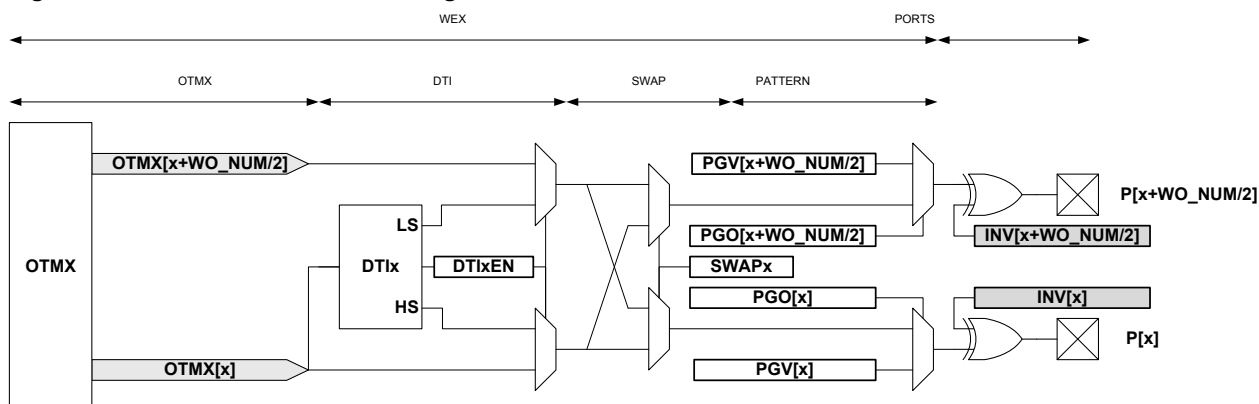 WEX PORTS
OTMX DTI SWAP PATTERN
OTMX[x+WO_NUM/2] PGV[x+WO_NUM/2]
P[x+WO_NUM/2]
LS PGO[x+WO_NUM/2] INV[x+WO_NUM/2]
OTMX DTIx DTIxEN SWAPx
HS PGO[x] INV[x]
P[x]
OTMX[x] PGV[x]